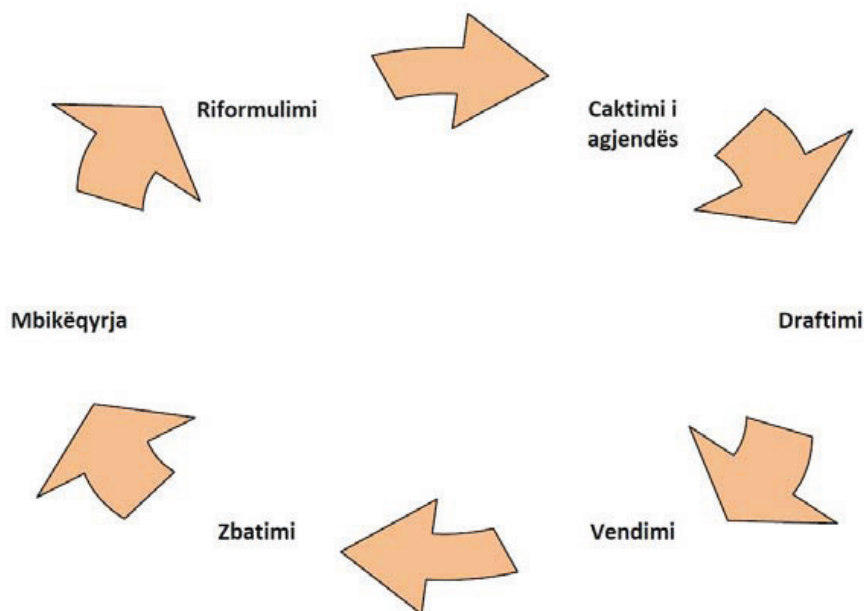 Riformulimi
Caktimi i
agjendës
Mbikëqyrja
Draftimi
Zbatimi
Vendimi